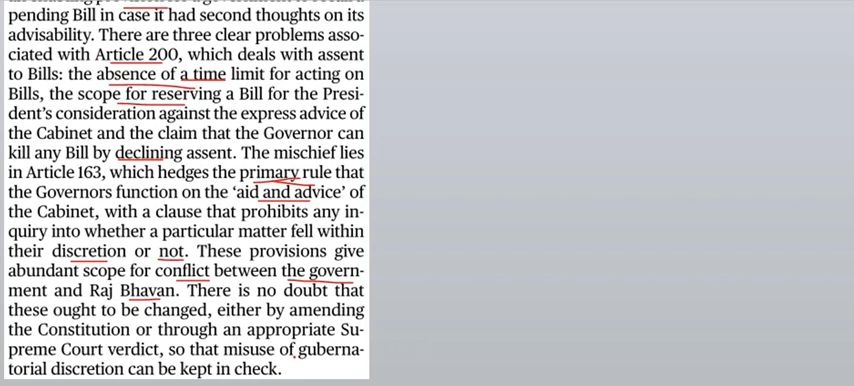 pending Bill in case it had second thoughts on its
advisability. There are three clear problems asso-
ciated with Article 200, which deals with assent
to Bills: the absence of a time limit for acting on
Bills, the scope for reserving a Bill for the Presi-
dent's consideration against the express advice of
the Cabinet and the claim that the Governor can
kill any Bill by declining assent. The mischief lies
in Article 163, which hedges the primary rule that
the Governors function on the 'aid and advice' of
the Cabinet, with a clause that prohibits any in-
quiry into whether a particular matter fell within
their discretion or not. These provisions give
abundant scope for conflict between the govern-
ment and Raj Bhavan. There is no doubt that
these ought to be changed, either by amending
the Constitution or through an appropriate Su-
preme Court verdict, so that misuse of guberna-
torial discretion can be kept in check.